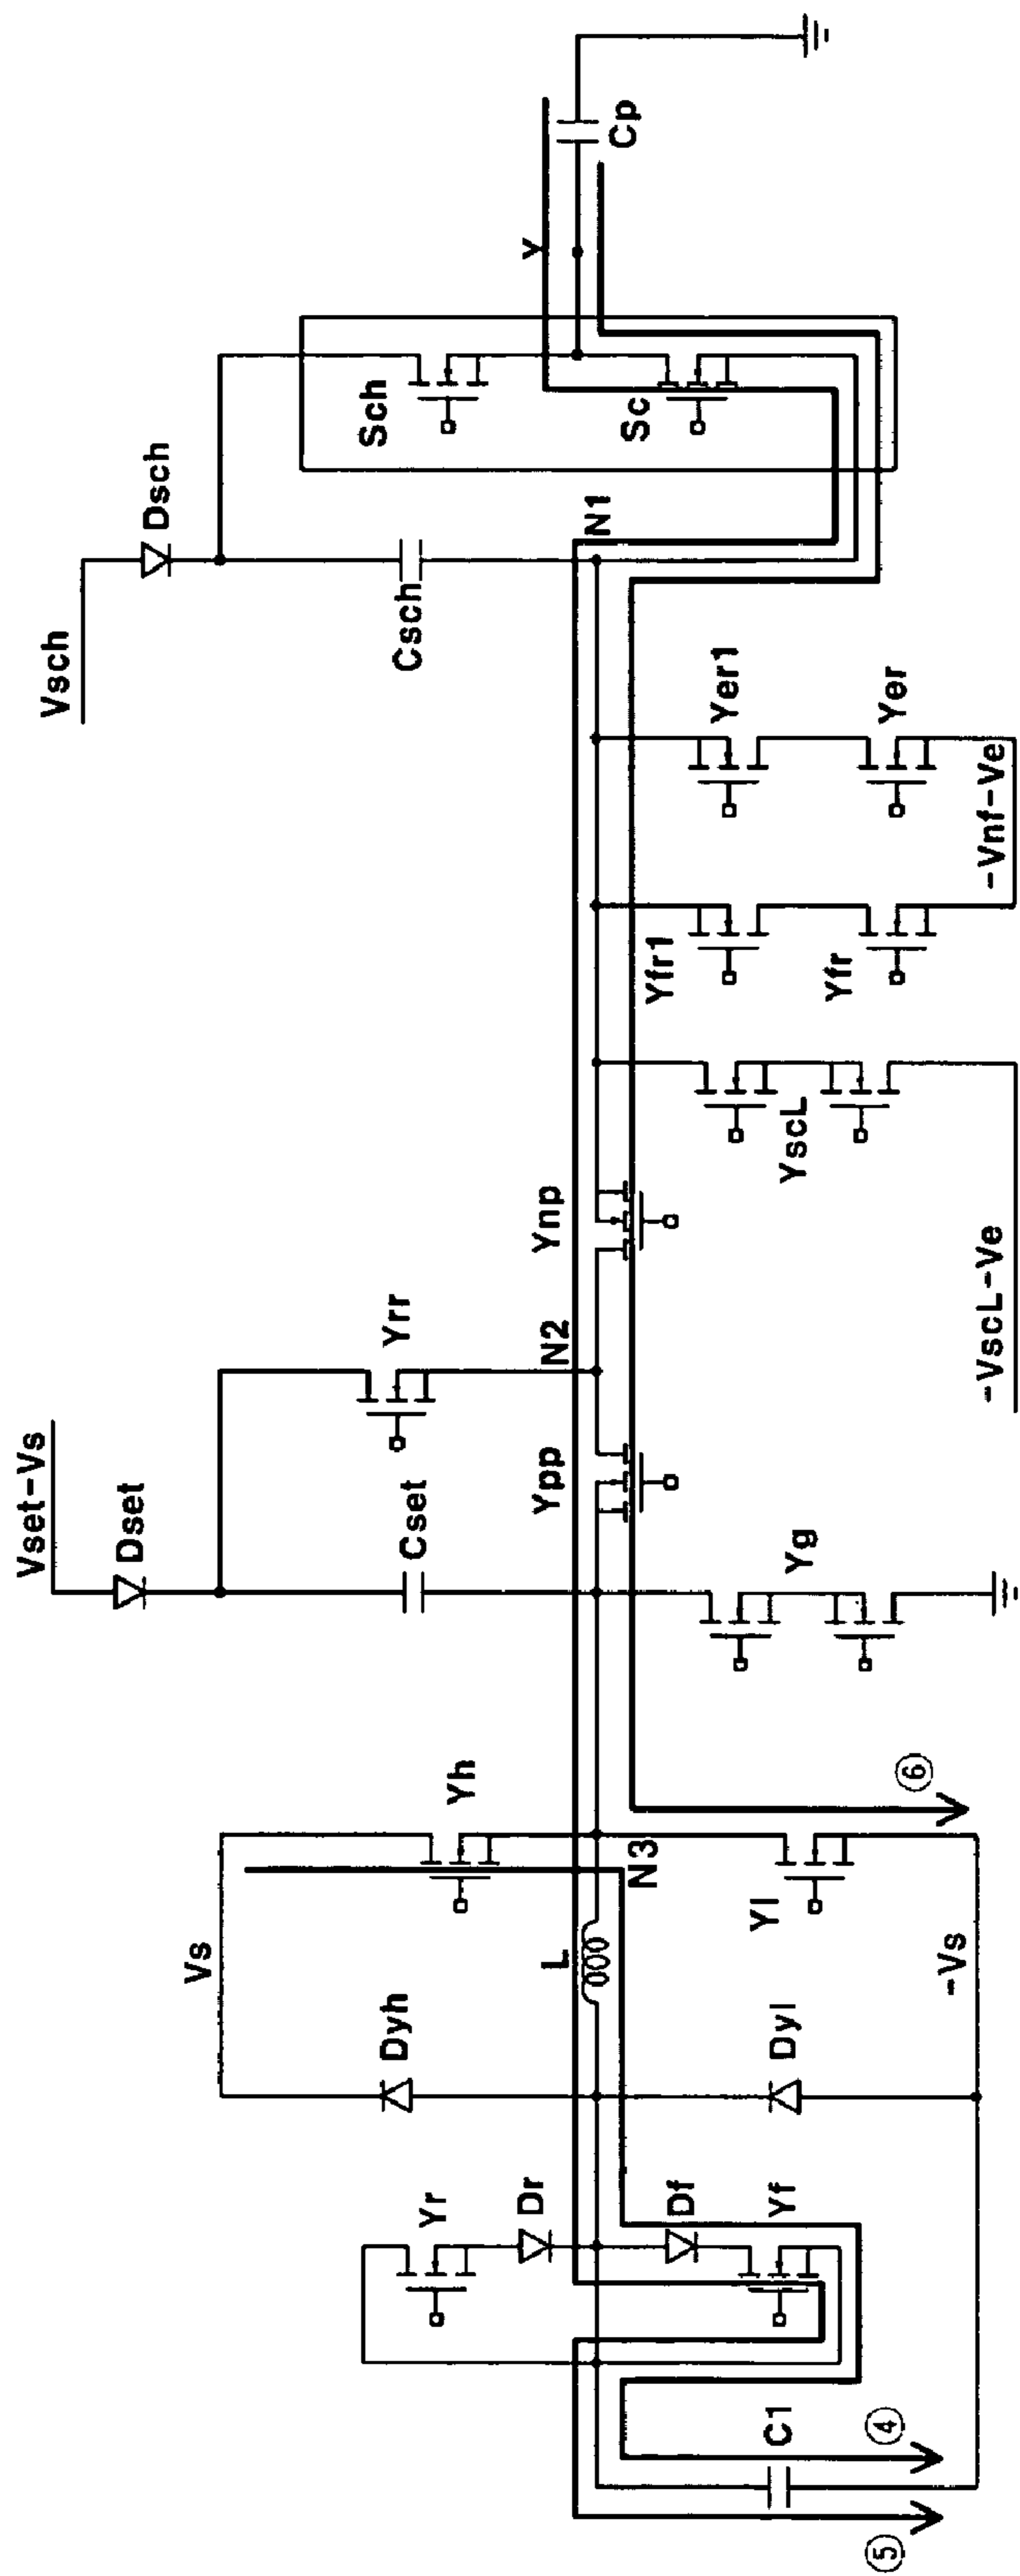 Vset-Vs
Dset
Vsch
Dsch
Vs
Yr
Dyh
Yh
Cset
Yrr
Csch
Sch
Dr
L
Ypp
N2
Ynp
N1
Y
N3
Cp
Df
Sc
Yf
C1
Dyl
Yl
Yg
YscL
Yfr1
Yfr
Yer1
Yer
④
⑤
⑥
-Vs
-VscL-Ve
-Vnf-Ve